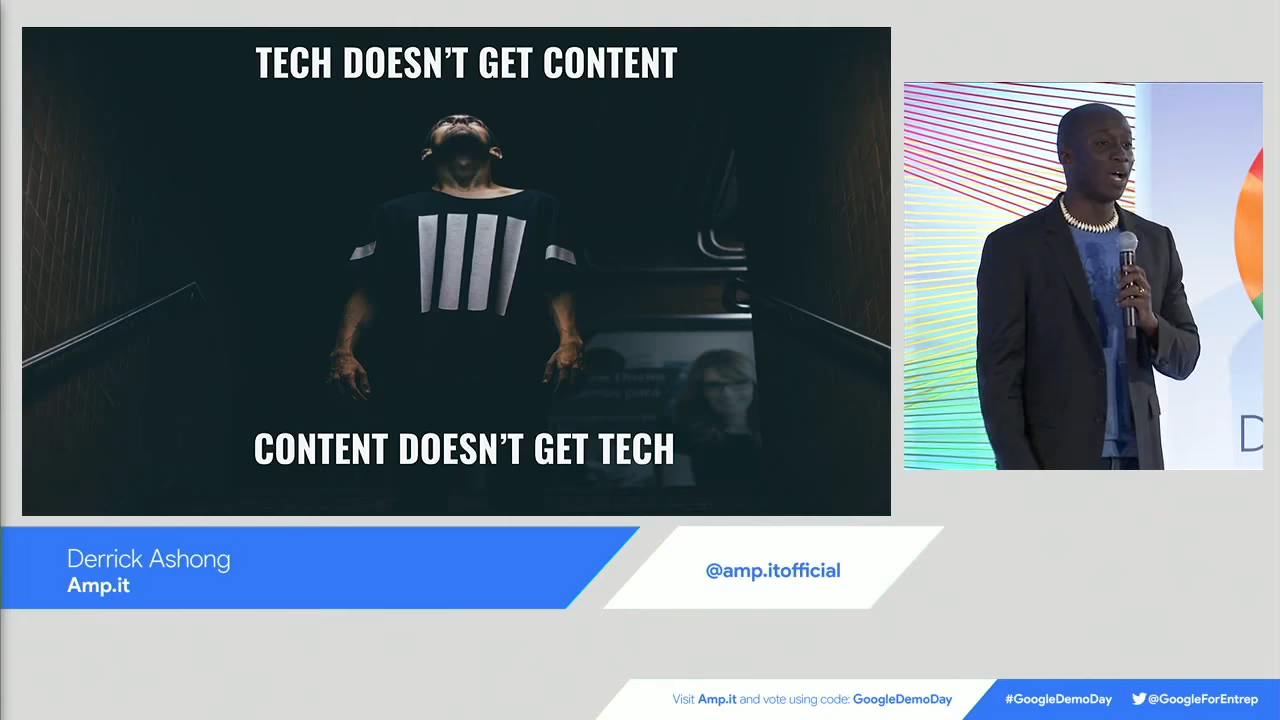 TECH DOESN'T GET CONTENT
CONTENT DOESN'T GET TECH
D
Derrick Ashong
Amp.it
@amp.itofficial
Visit Amp.it and vote using code: GoogleDemoDay
#GoogleDemoDay
@GoogleForEntrep